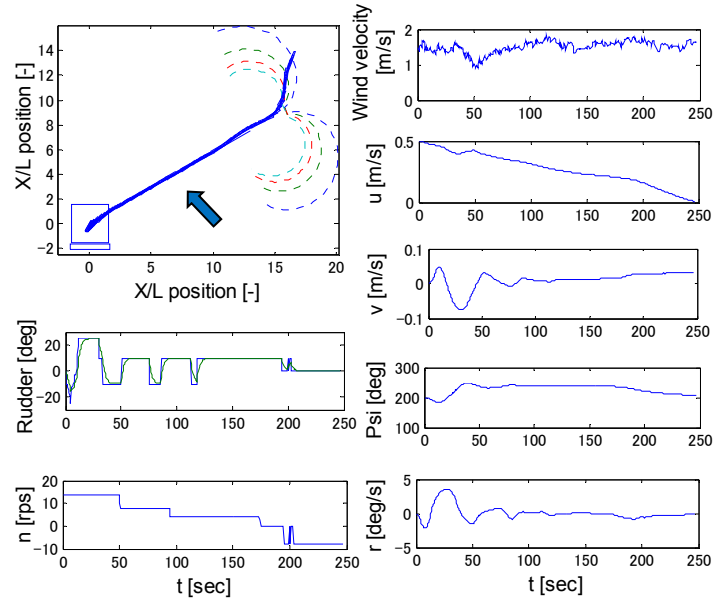 X/L position [-]
14
12
10
8
6
4
2
0
-2
0 5 10 15 20
X/L position [-]
Rudder [deg]
20
0
-20
0 50 100 150 200 250
n [rps]
20
10
0
-10
0 50 100 150 200 250
t [sec]
Wind velocity
[m/s]
2
1
0
0 50 100 150 200 250
u [m/s]
0.5
0
0 50 100 150 200 250
v [m/s]
0.1
0
-0.1
0 50 100 150 200 250
Psi [deg]
300
200
100
0 50 100 150 200 250
r [deg/s]
5
0
-5
0 50 100 150 200 250
t [sec]